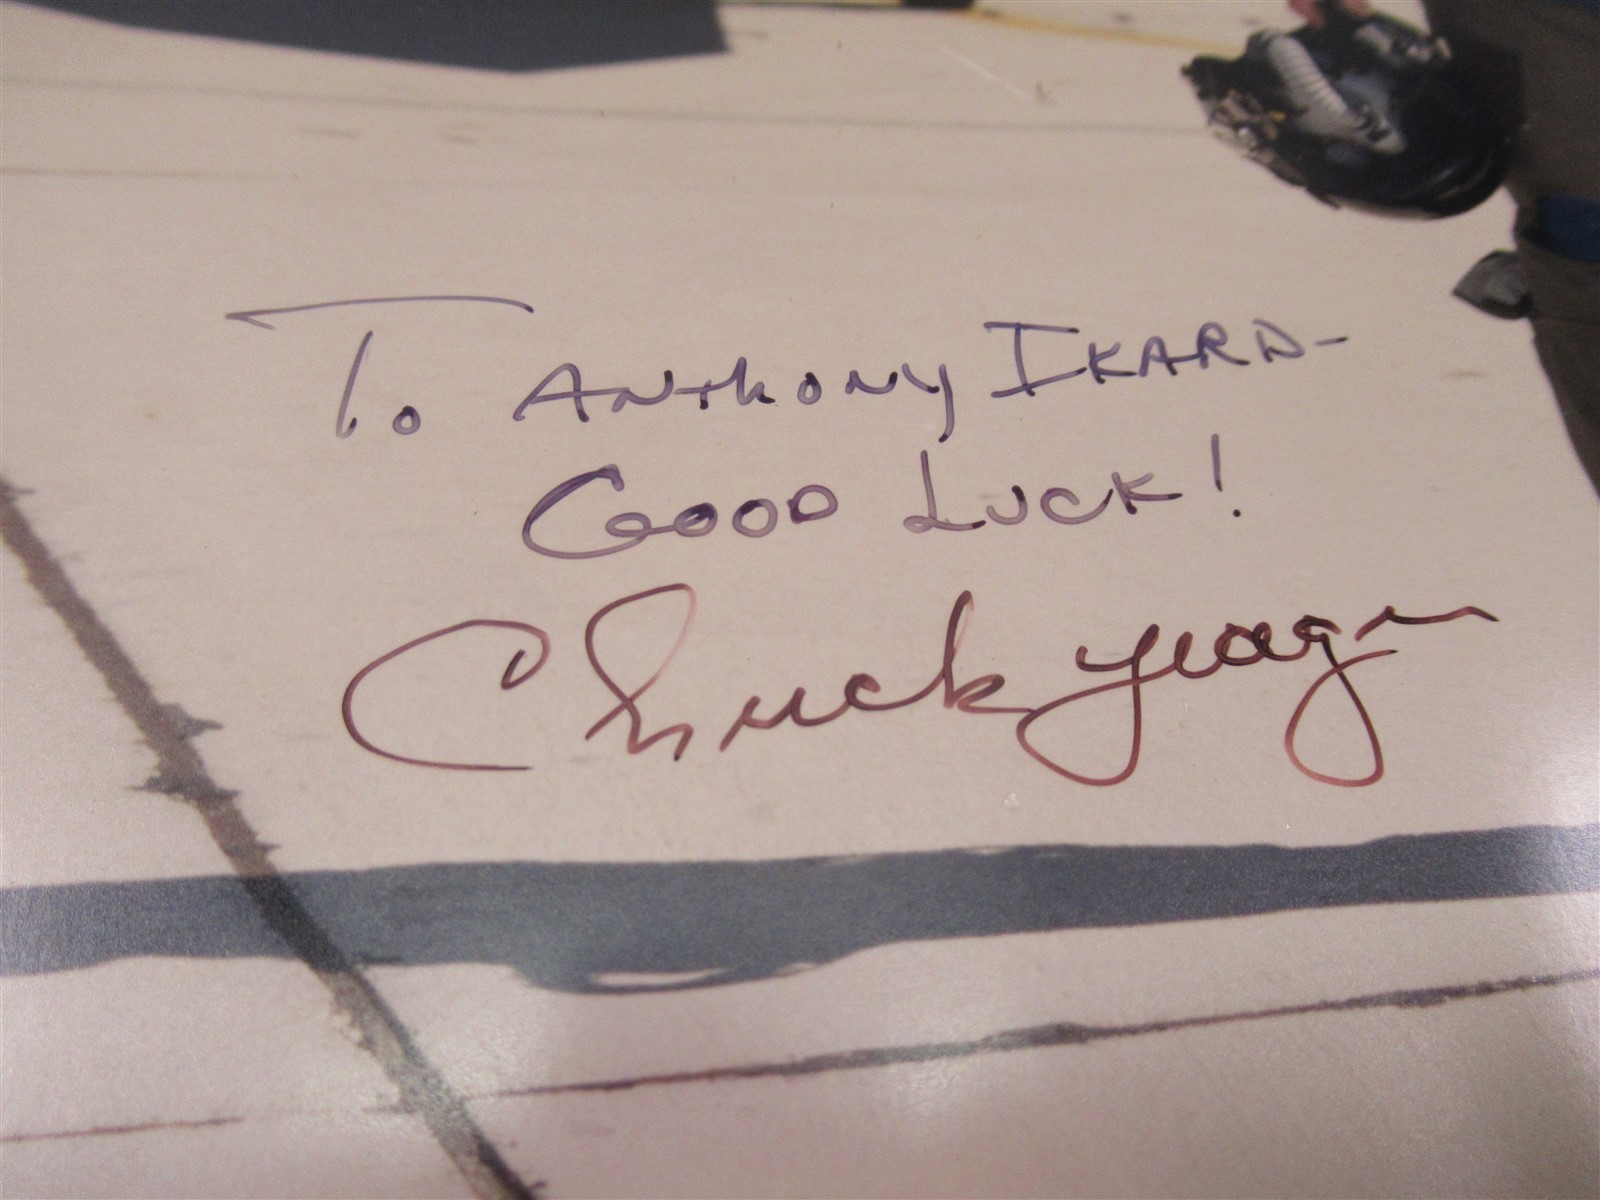 To Anthony Ikard-
Good Luck!
Chuck Yeager